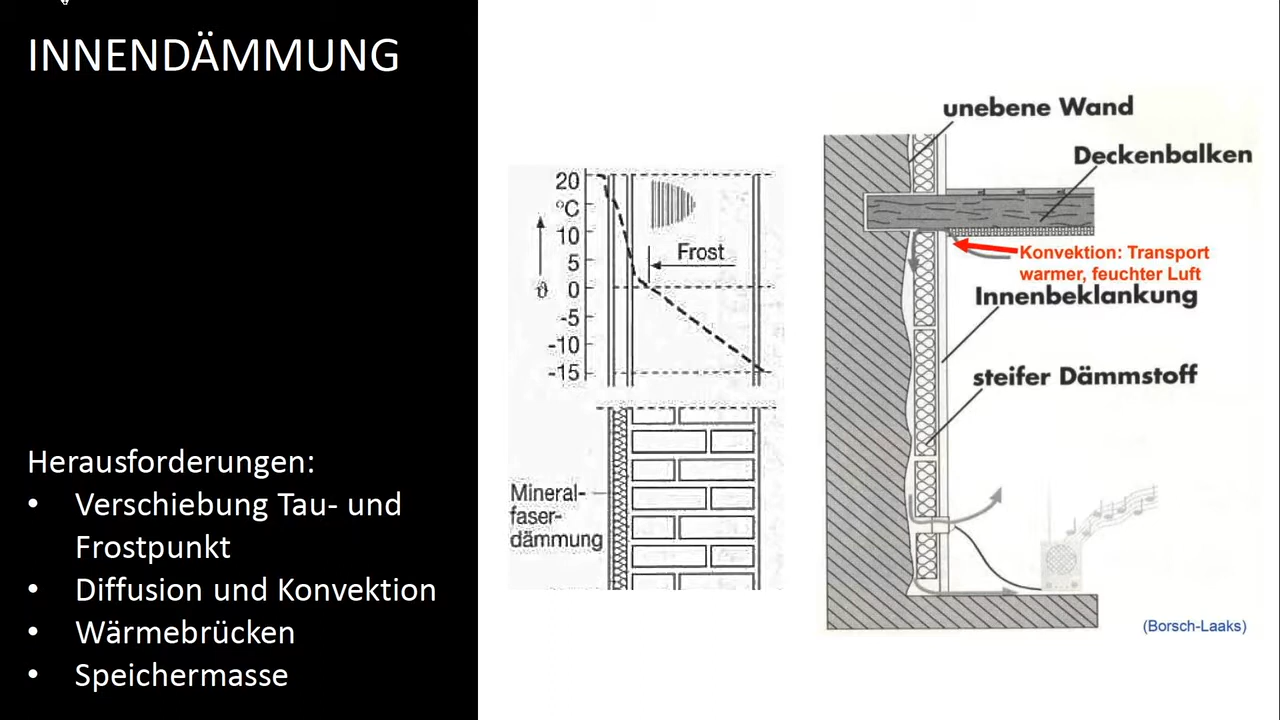 INNENDÄMMUNG
Herausforderungen:
• Verschiebung Tau- und
Frostpunkt
• Diffusion und Konvektion
• Wärmebrücken
• Speichermasse
20
°C
10
5
ϑ 0
-5
-10
-15
Frost
Mineral-
faser-
dämmung
unebene Wand
Deckenbalken
Konvektion: Transport
warmer, feuchter Luft
Innenbeklankung
steifer Dämmstoff
(Borsch-Laaks)